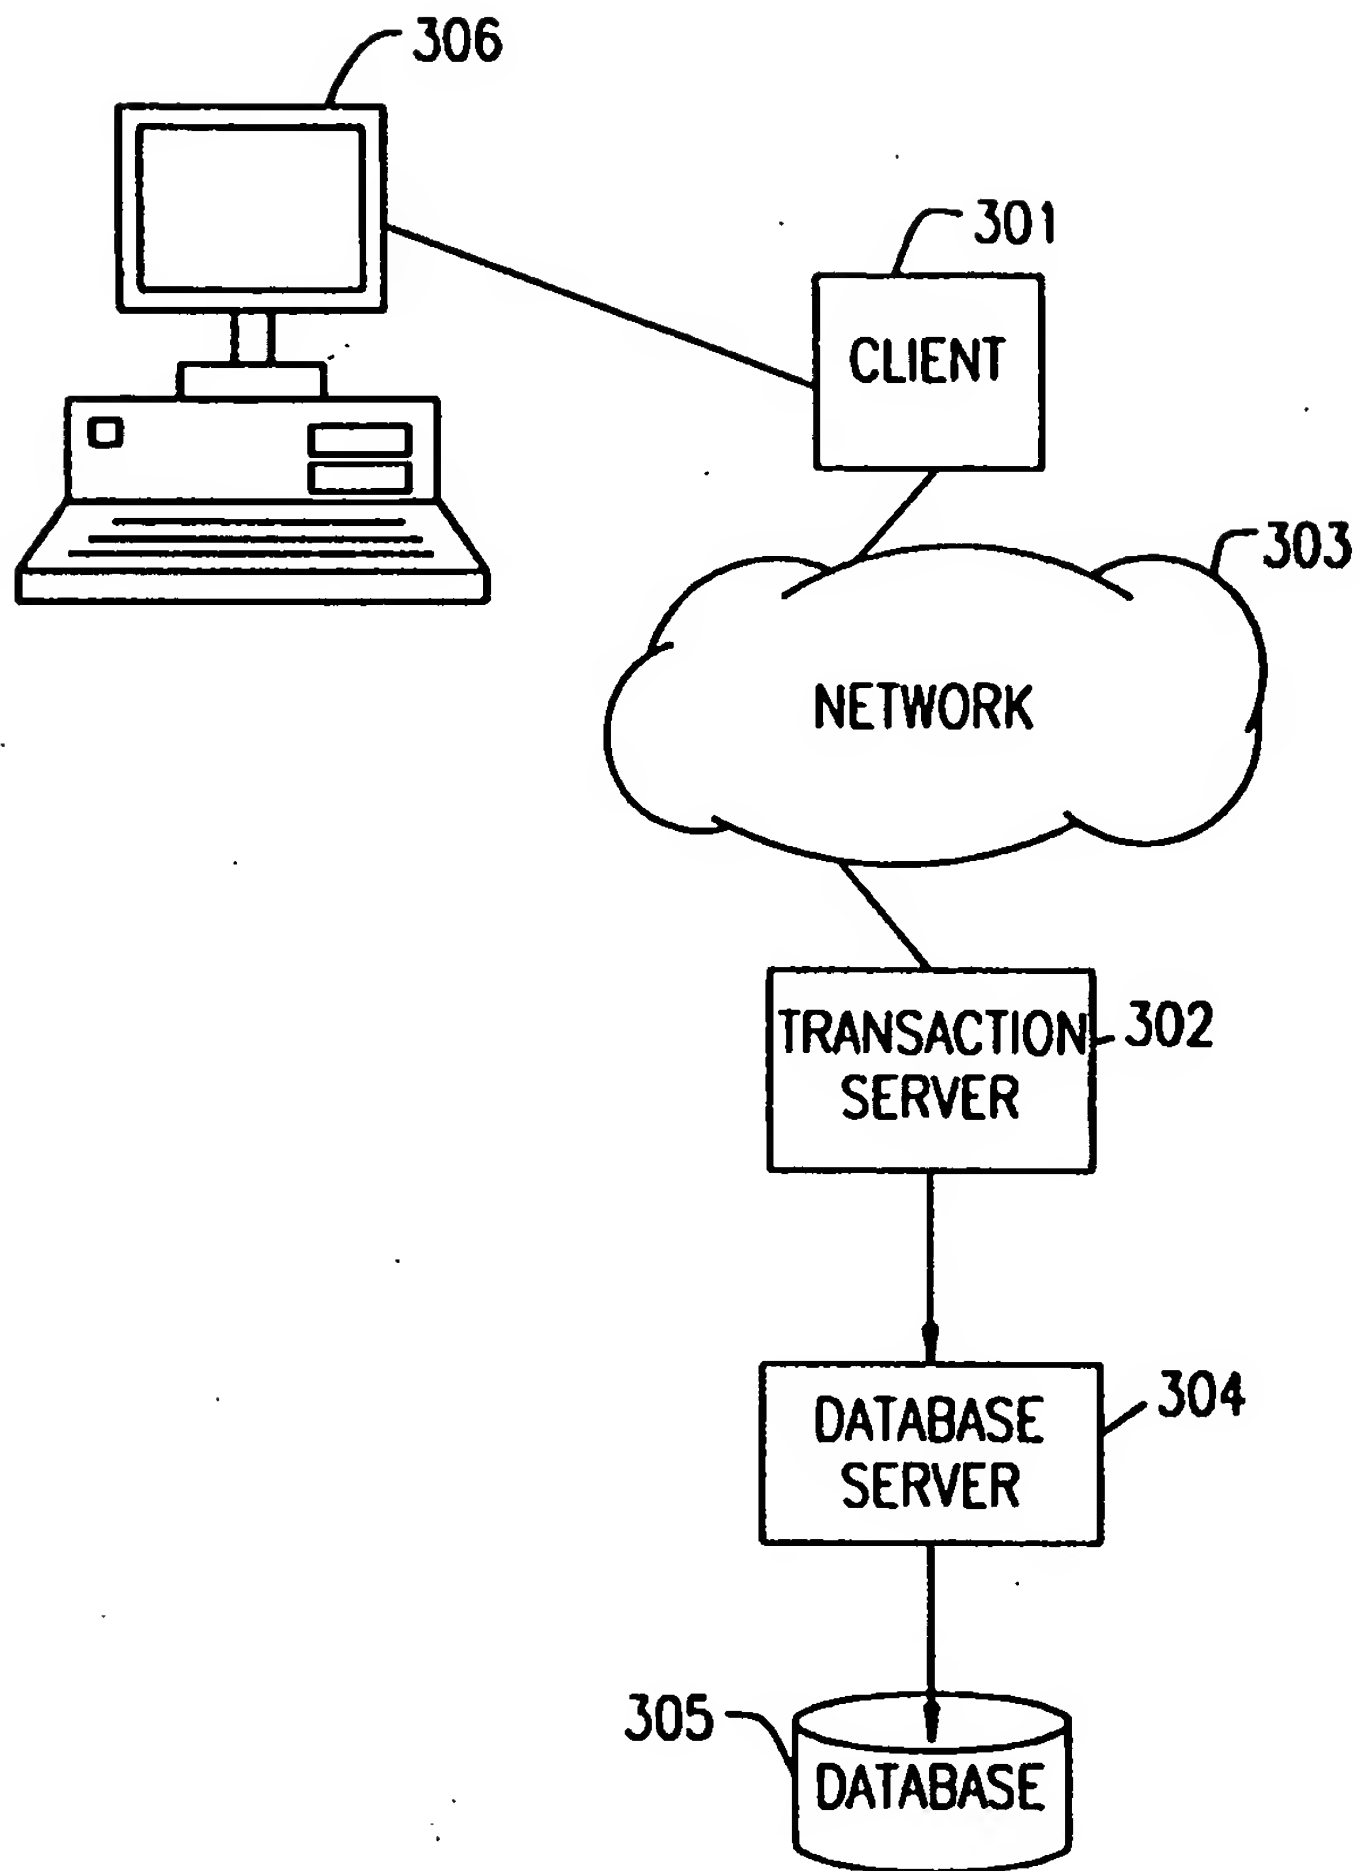 306
301
CLIENT
303
NETWORK
TRANSACTION
SERVER
302
DATABASE
SERVER
304
305
DATABASE